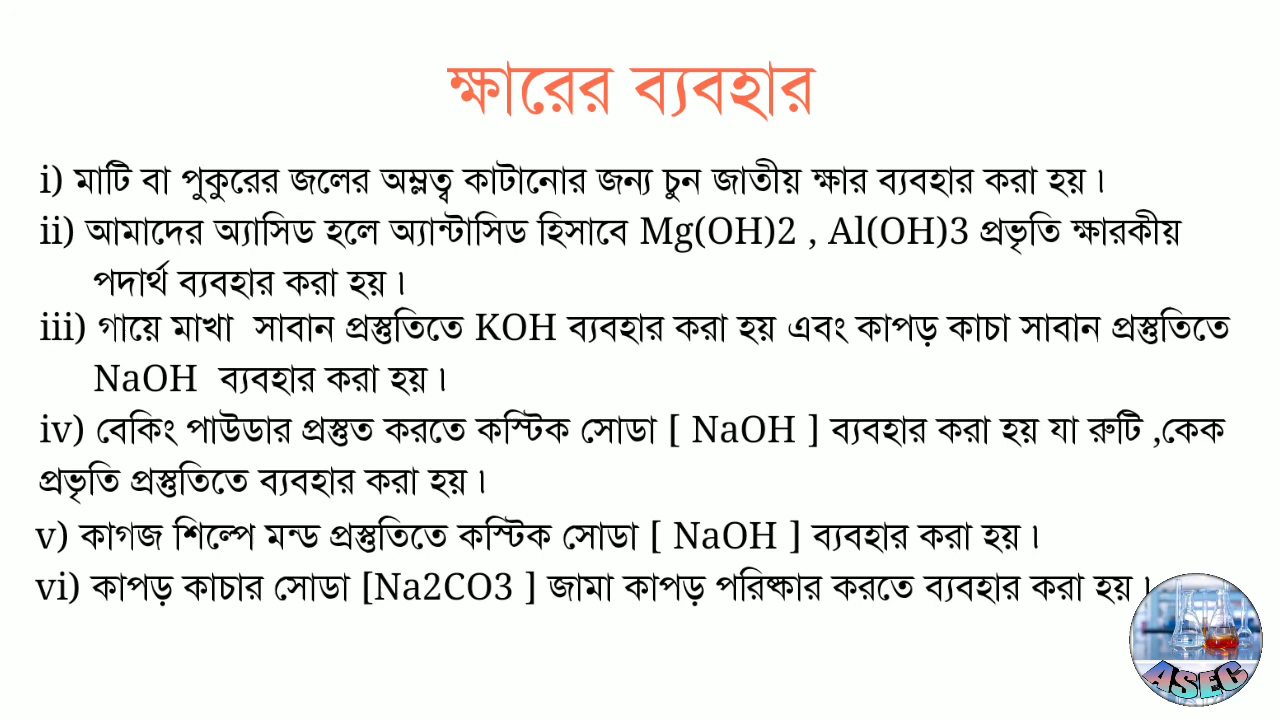 ক্ষারের ব্যবহার
i) মাটি বা পুকুরের জলের অম্লত্ব কাটানোর জন্য চুন জাতীয় ক্ষার ব্যবহার করা হয় ৷
ii) আমাদের অ্যাসিড হলে অ্যান্টাসিড হিসাবে Mg(OH)2 , Al(OH)3 প্রভৃতি ক্ষারকীয়
পদার্থ ব্যবহার করা হয় ৷
iii) গায়ে মাখা সাবান প্রস্তুতিতে KOH ব্যবহার করা হয় এবং কাপড় কাচা সাবান প্রস্তুতিতে
NaOH ব্যবহার করা হয় ৷
iv) বেকিং পাউডার প্রস্তুত করতে কস্টিক সোডা [ NaOH ] ব্যবহার করা হয় যা রুটি ,কেক
প্রভৃতি প্রস্তুতিতে ব্যবহার করা হয় ৷
v) কাগজ শিল্পে মন্ড প্রস্তুতিতে কস্টিক সোডা [ NaOH ] ব্যবহার করা হয় ৷
vi) কাপড় কাচার সোডা [Na2CO3 ] জামা কাপড় পরিষ্কার করতে ব্যবহার করা হয় ৷
ASEC